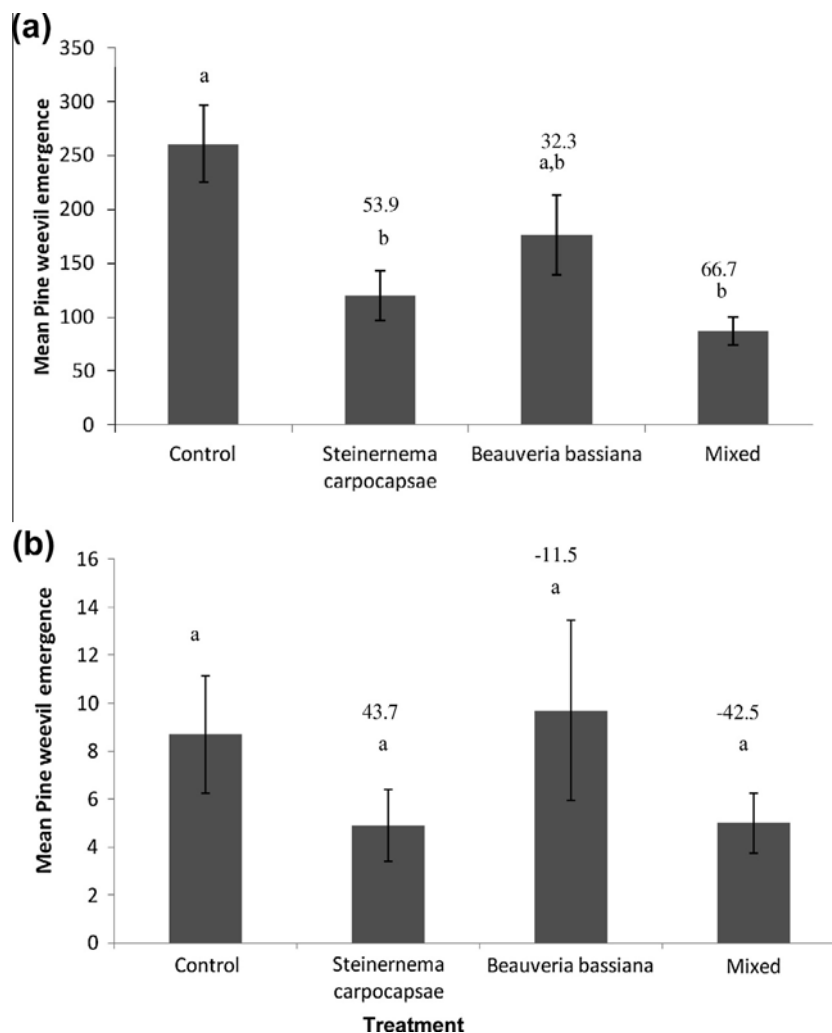 (a)
Mean Pine weevil emergence
350
300
250
200
150
100
50
0
a
53.9
b
32.3
a,b
66.7
b
Control
Steinernema
carpocapsae
Beauveria bassiana
Mixed
(b)
Mean Pine weevil emergence
16
14
12
10
8
6
4
2
0
a
43.7
a
-11.5
a
-42.5
a
Control
Steinernema
carpocapsae
Beauveria bassiana
Mixed
Treatment